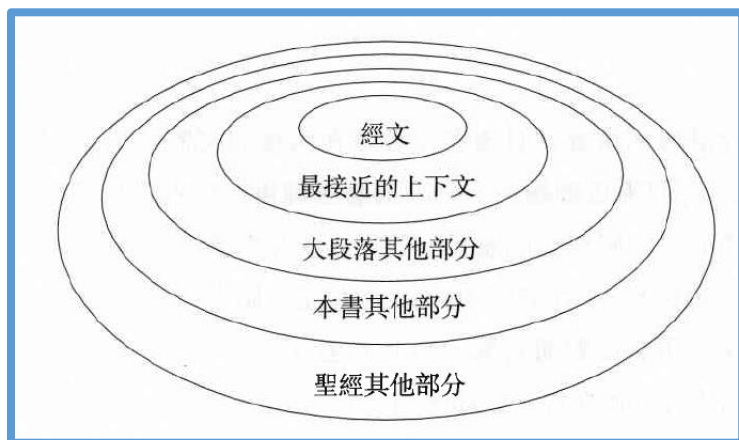 經文
最接近的上下文
大段落其他部分
本書其他部分
聖經其他部分